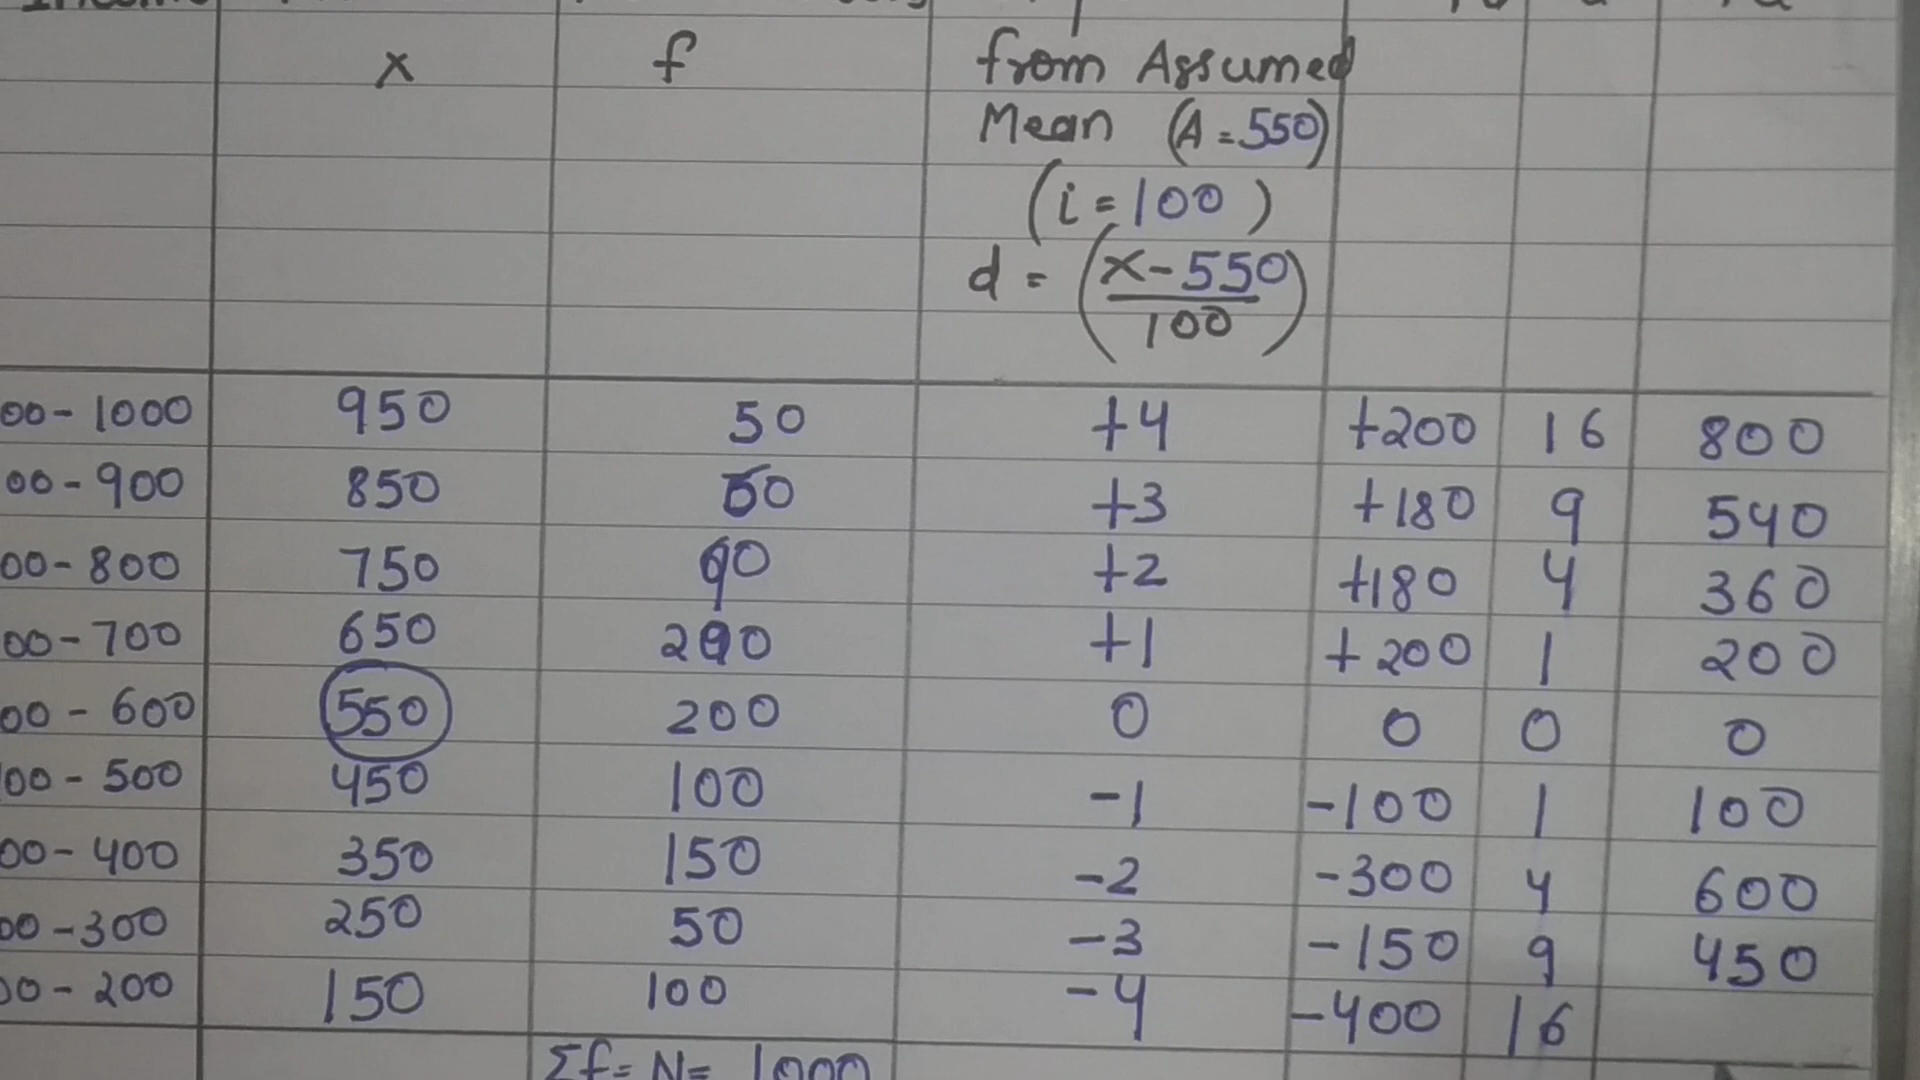 x f from Assumed
Mean (A=550)
(i=100)
d = (x-550
100)
00-1000 950 50 +4 +200 16 800
00-900 850 60 +3 +180 9 540
00-800 750 90 +2 +180 4 360
00-700 650 200 +1 +200 1 200
00-600 550 200 0 0 0 0
00-500 450 100 -1 -100 1 100
00-400 350 150 -2 -300 4 600
00-300 250 50 -3 -150 9 450
00-200 150 100 -4 -400 16
Σf= N= 1000